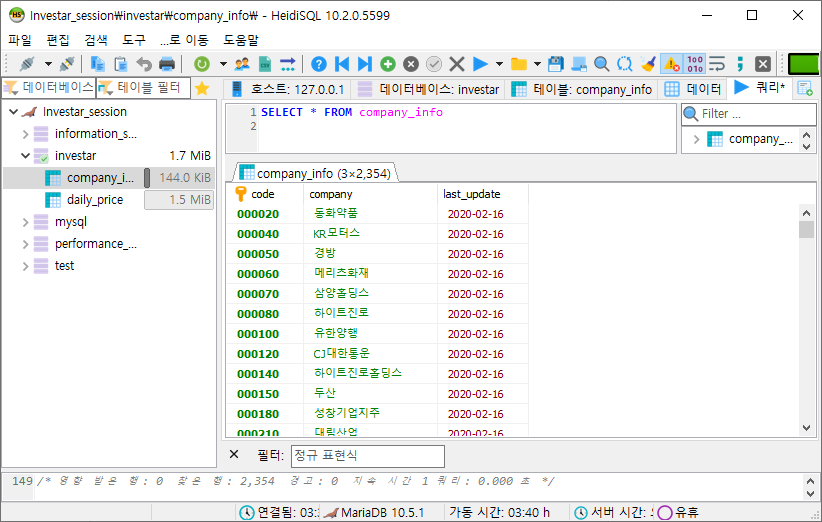 Investar_session\investar\company_info\ - HeidiSQL 10.2.0.5599
파일 편집 검색 도구 ...로 이동 도움말
데이터베이스 테이블 필터
호스트: 127.0.0.1 데이터베이스: investar 테이블: company_info 데이터 쿼리*
Investar_session
information_s...
investar 1.7 MiB
company_i... 144.0 KiB
daily_price 1.5 MiB
mysql
performance_...
test
1 SELECT * FROM company_info
2
Filter ...
company_...
company_info (3×2,354)
code company last_update
000020 동화약품 2020-02-16
000040 KR모터스 2020-02-16
000050 경방 2020-02-16
000060 메리츠화재 2020-02-16
000070 삼양홀딩스 2020-02-16
000080 하이트진로 2020-02-16
000100 유한양행 2020-02-16
000120 CJ대한통운 2020-02-16
000140 하이트진로홀딩스 2020-02-16
000150 두산 2020-02-16
000180 성창기업지주 2020-02-16
000210 대림산업 2020-02-16
필터: 정규 표현식
149 /* 영향 받은 행: 0 찾은 행: 2,354 경고: 0 지속 시간 1 쿼리: 0.000 초 */
연결됨: 03: MariaDB 10.5.1 가동 시간: 03:40 h 서버 시간: 유휴